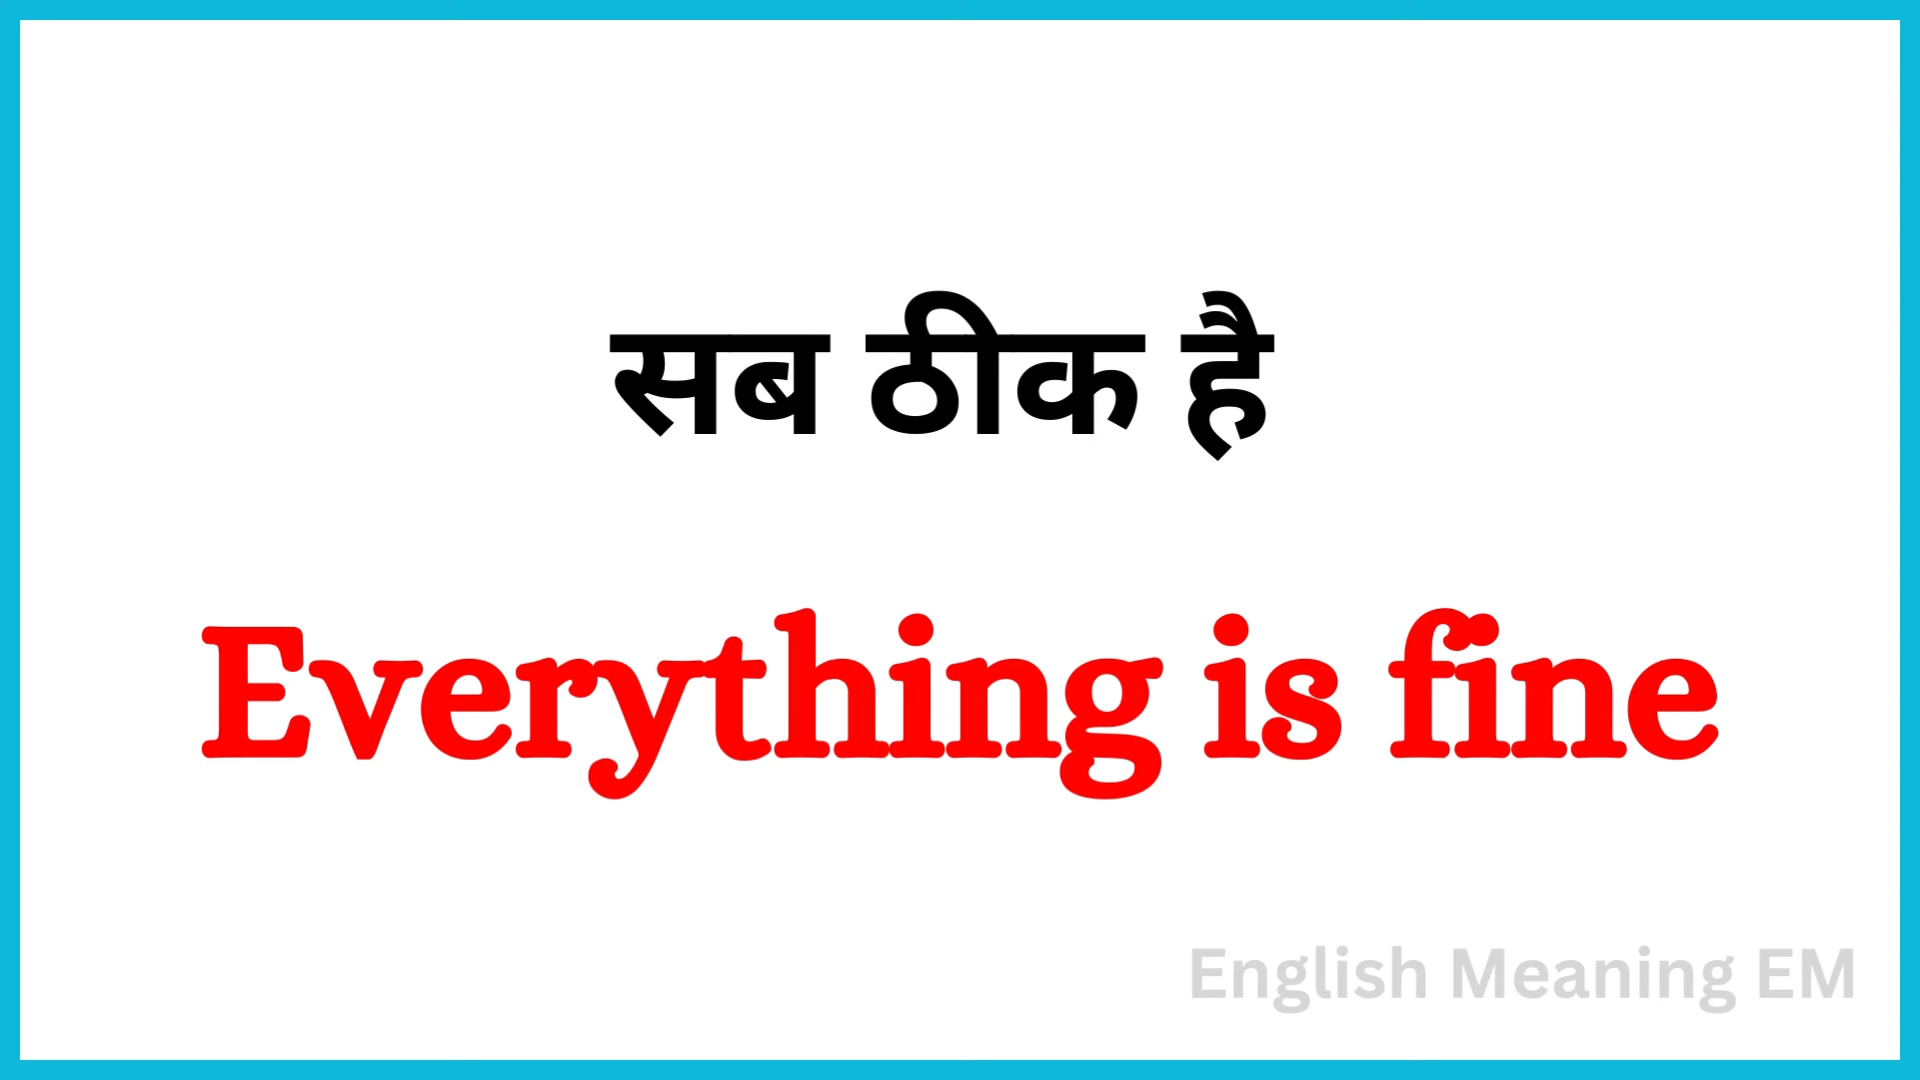 सब ठीक है
Everything is fine
English Meaning EM